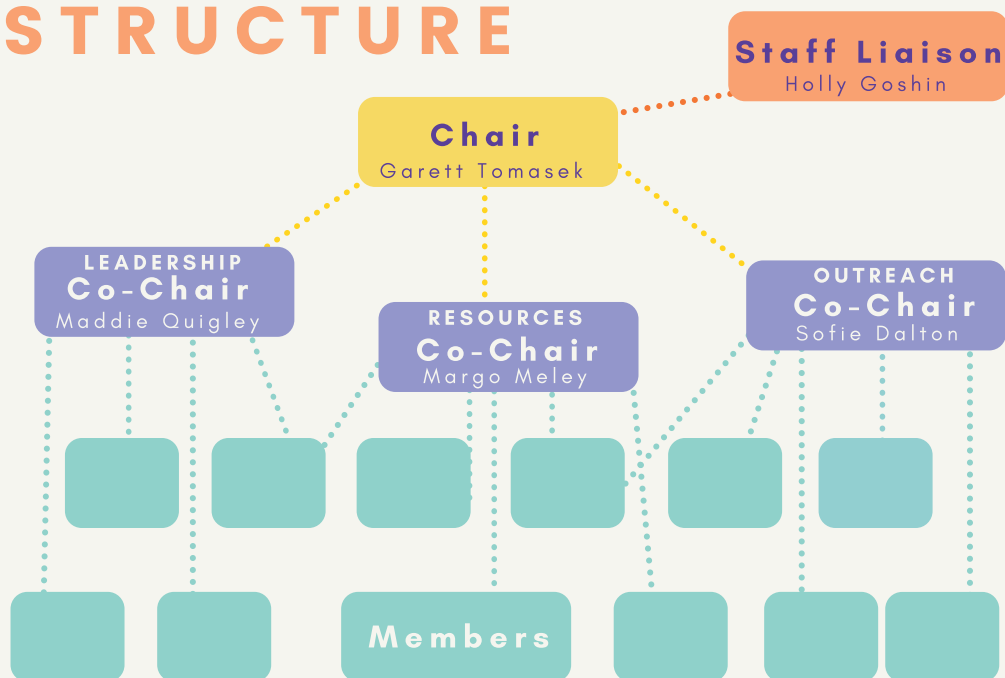 STRUCTURE
Staff Liaison
Holly Goshin
Chair
Garett Tomasek
LEADERSHIP
Co-Chair
Maddie Quigley
RESOURCES
Co-Chair
Margo Meley
OUTREACH
Co-Chair
Sofie Dalton
Members